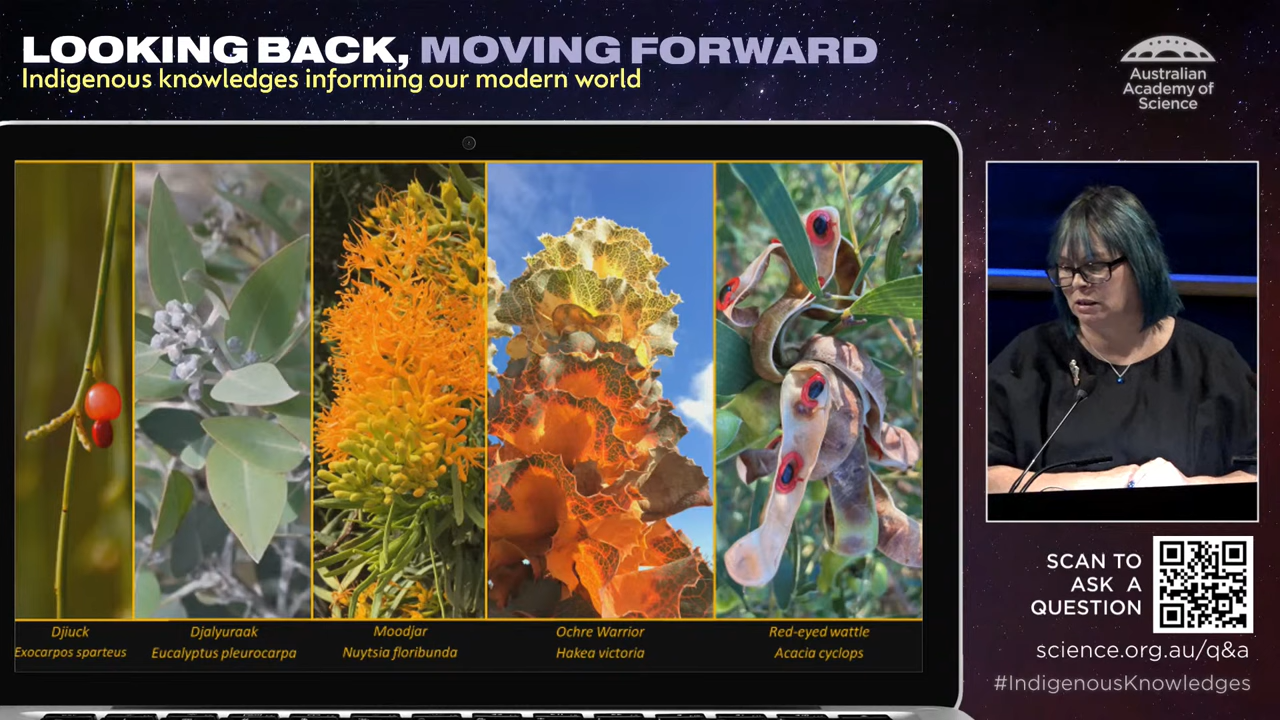 LOOKING BACK, MOVING FORWARD
Indigenous knowledges informing our modern world
Australian
Academy of
Science
Djiuck
Exocarpos sparteus
Djalyuraak
Eucalyptus pleurocarpa
Moodjar
Nuytsia floribunda
Ochre Warrior
Hakea victoria
Red-eyed wattle
Acacia cyclops
SCAN TO
ASK A
QUESTION
science.org.au/q&a
#IndigenousKnowledges